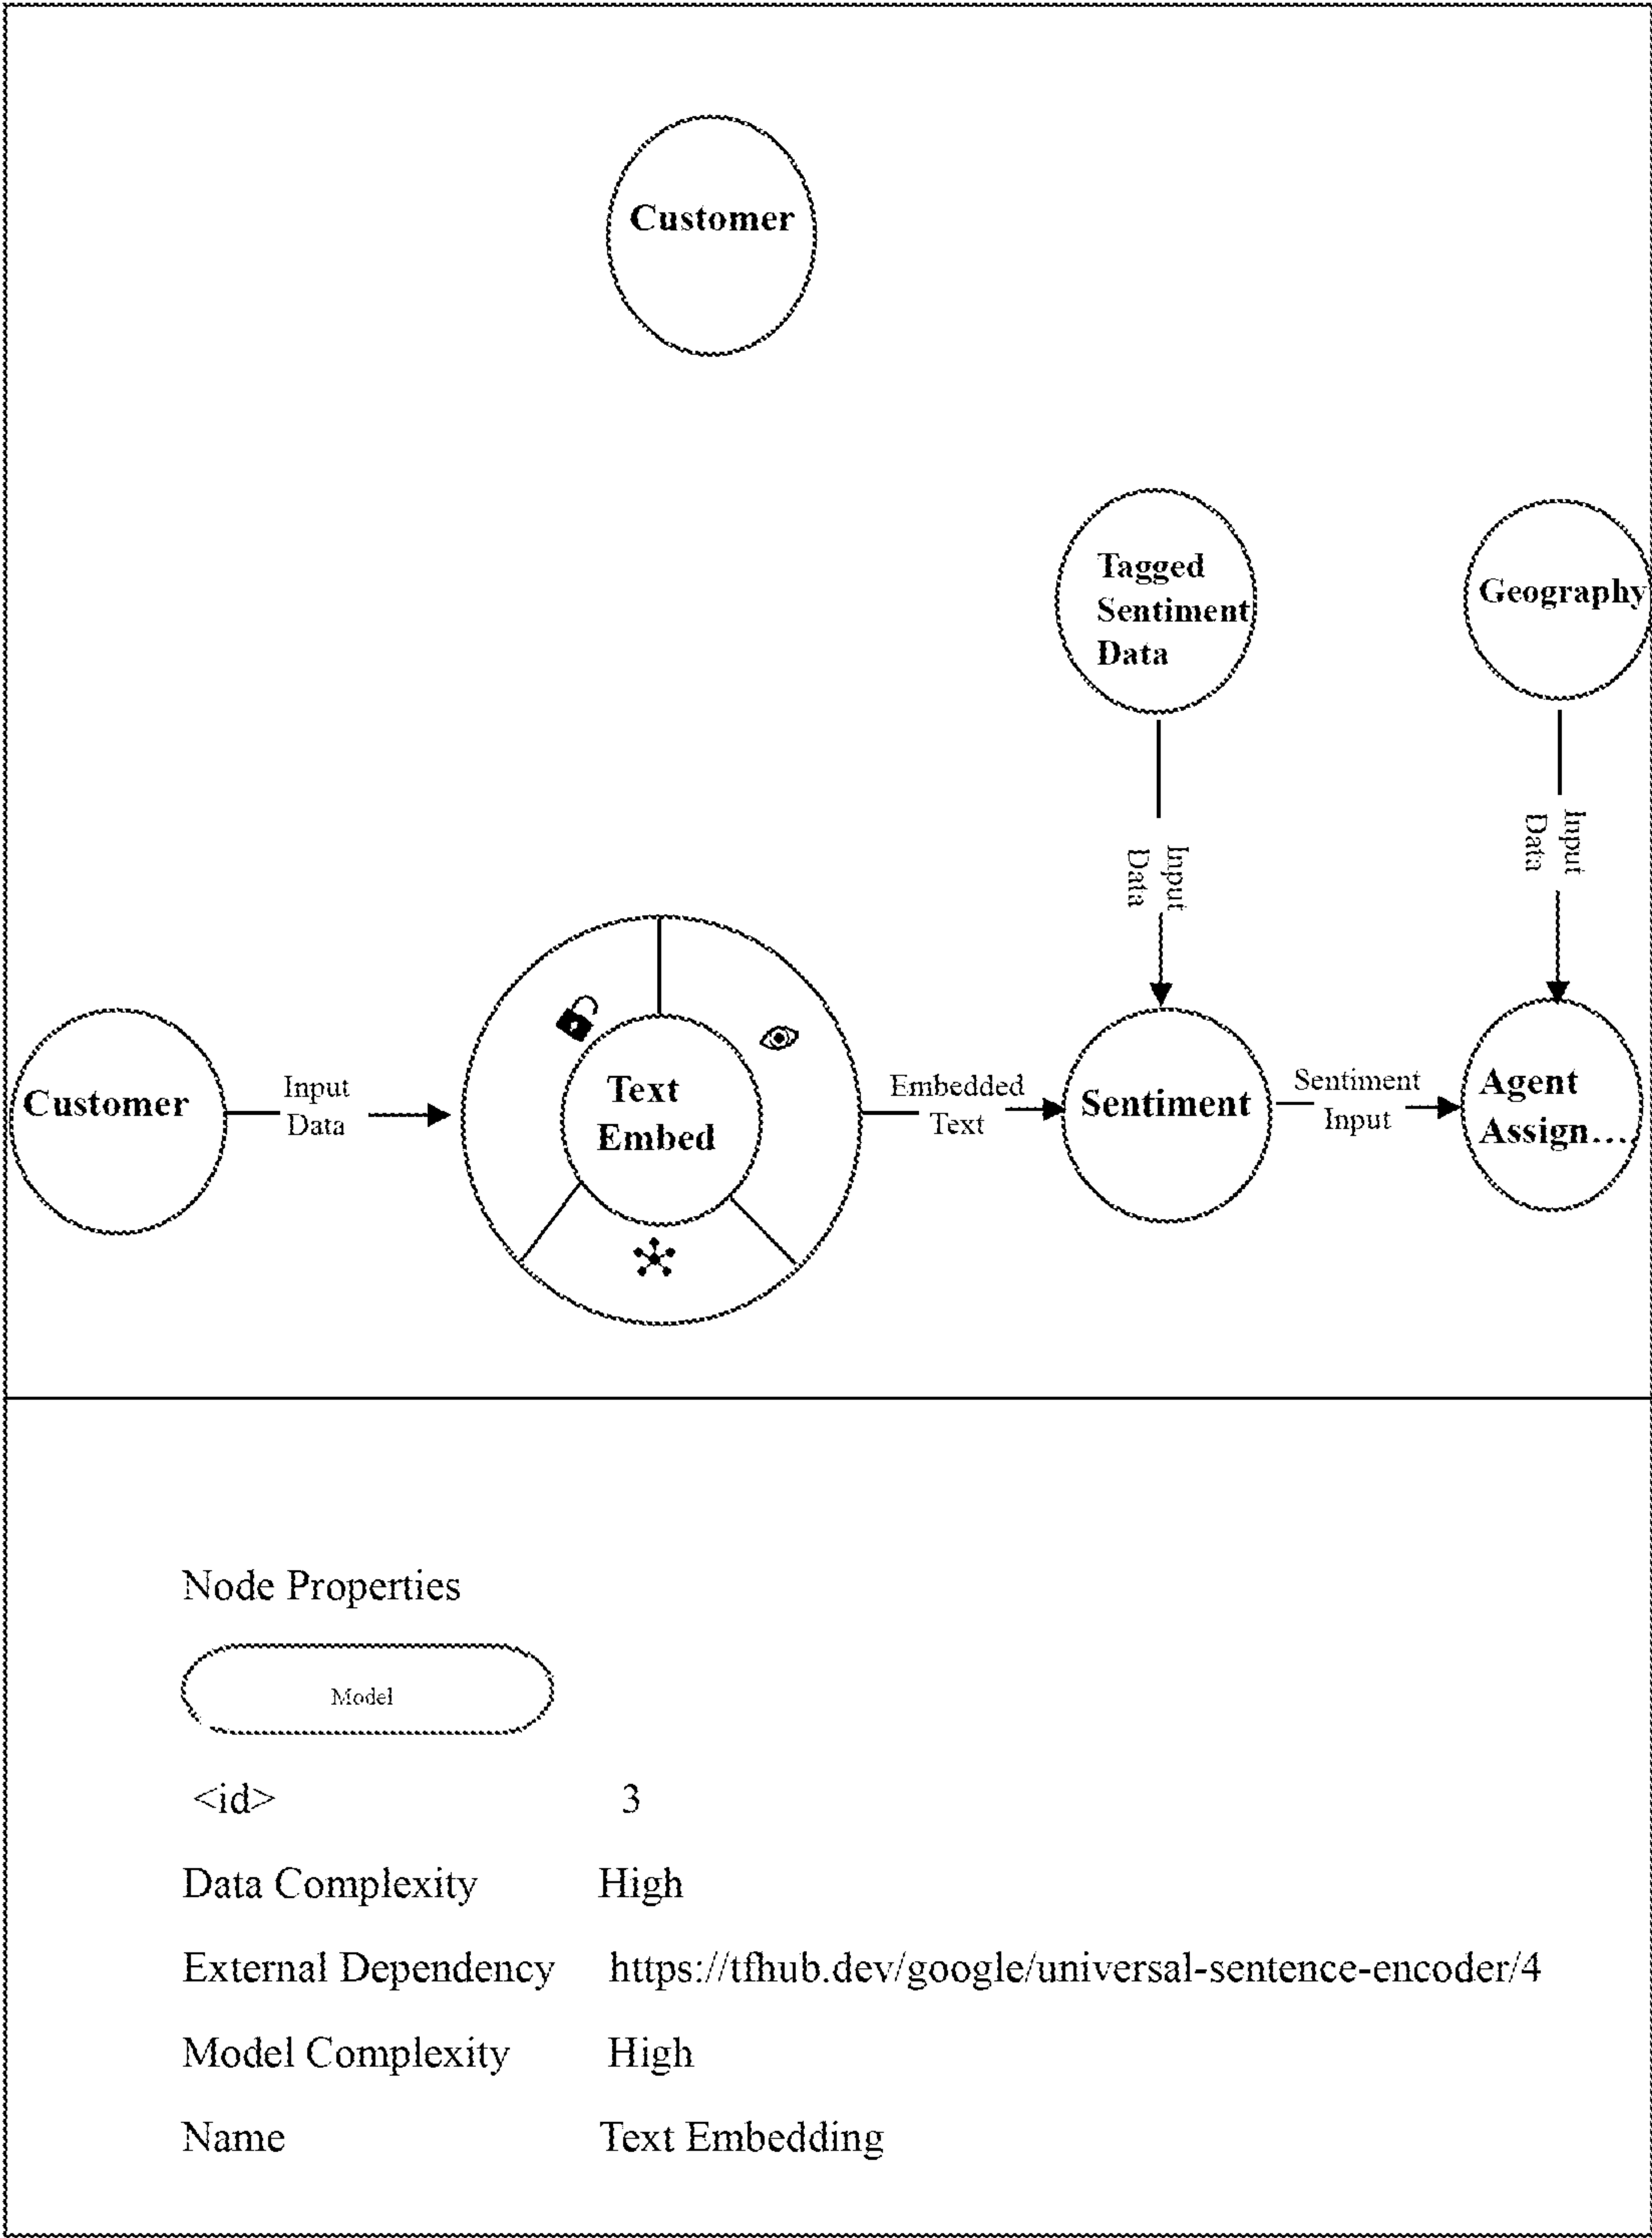 Customer
Tagged
Sentiment
Data
Geography
Input
Data
Input
Data
Customer
Input
Data
Text
Embed
Embedded
Text
Sentiment
Sentiment
Input
Agent
Assign....
Node Properties
Model
<id> 3
Data Complexity High
External Dependency https://tfhub.dev/google/universal-sentence-encoder/4
Model Complexity High
Name Text Embedding